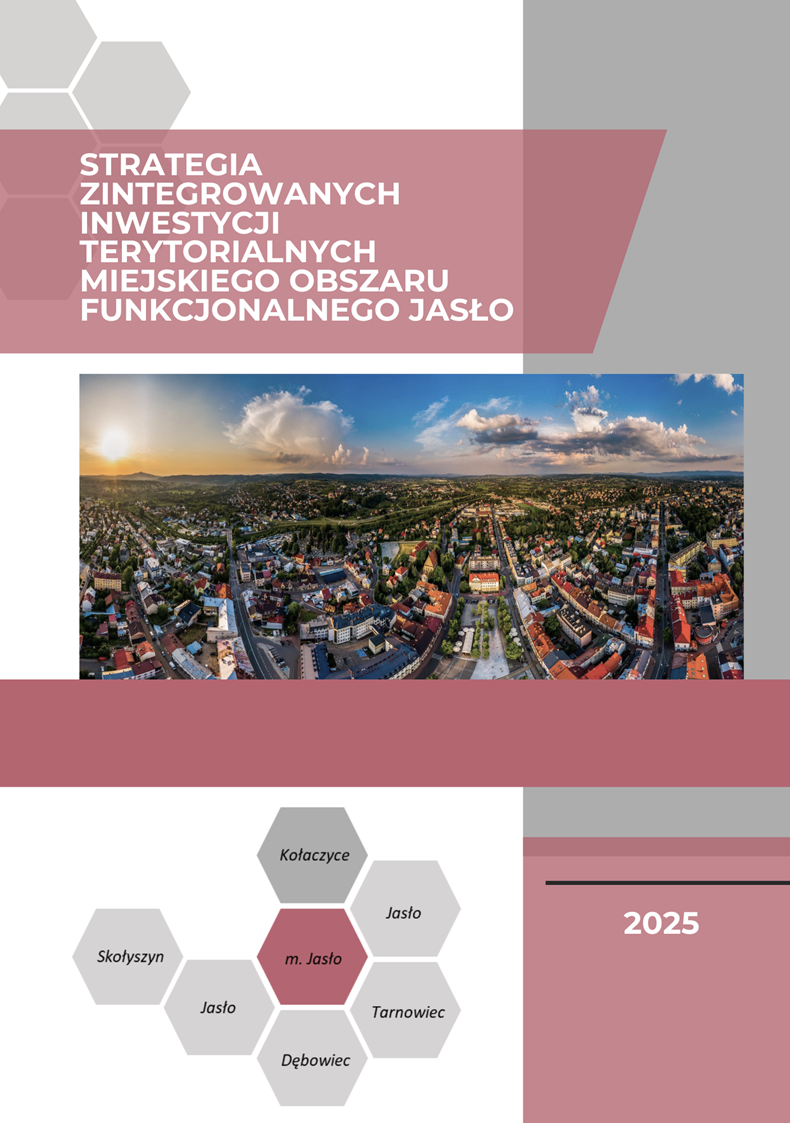 STRATEGIA
ZINTEGROWANYCH
INWESTYCJI
TERYTORIALNYCH
MIEJSKIEGO OBSZARU
FUNKCJONALNEGO JASŁO
Kołaczyce
Jasło
Skołyszyn
m. Jasło
Jasło
Tarnowiec
Dębowiec
2025